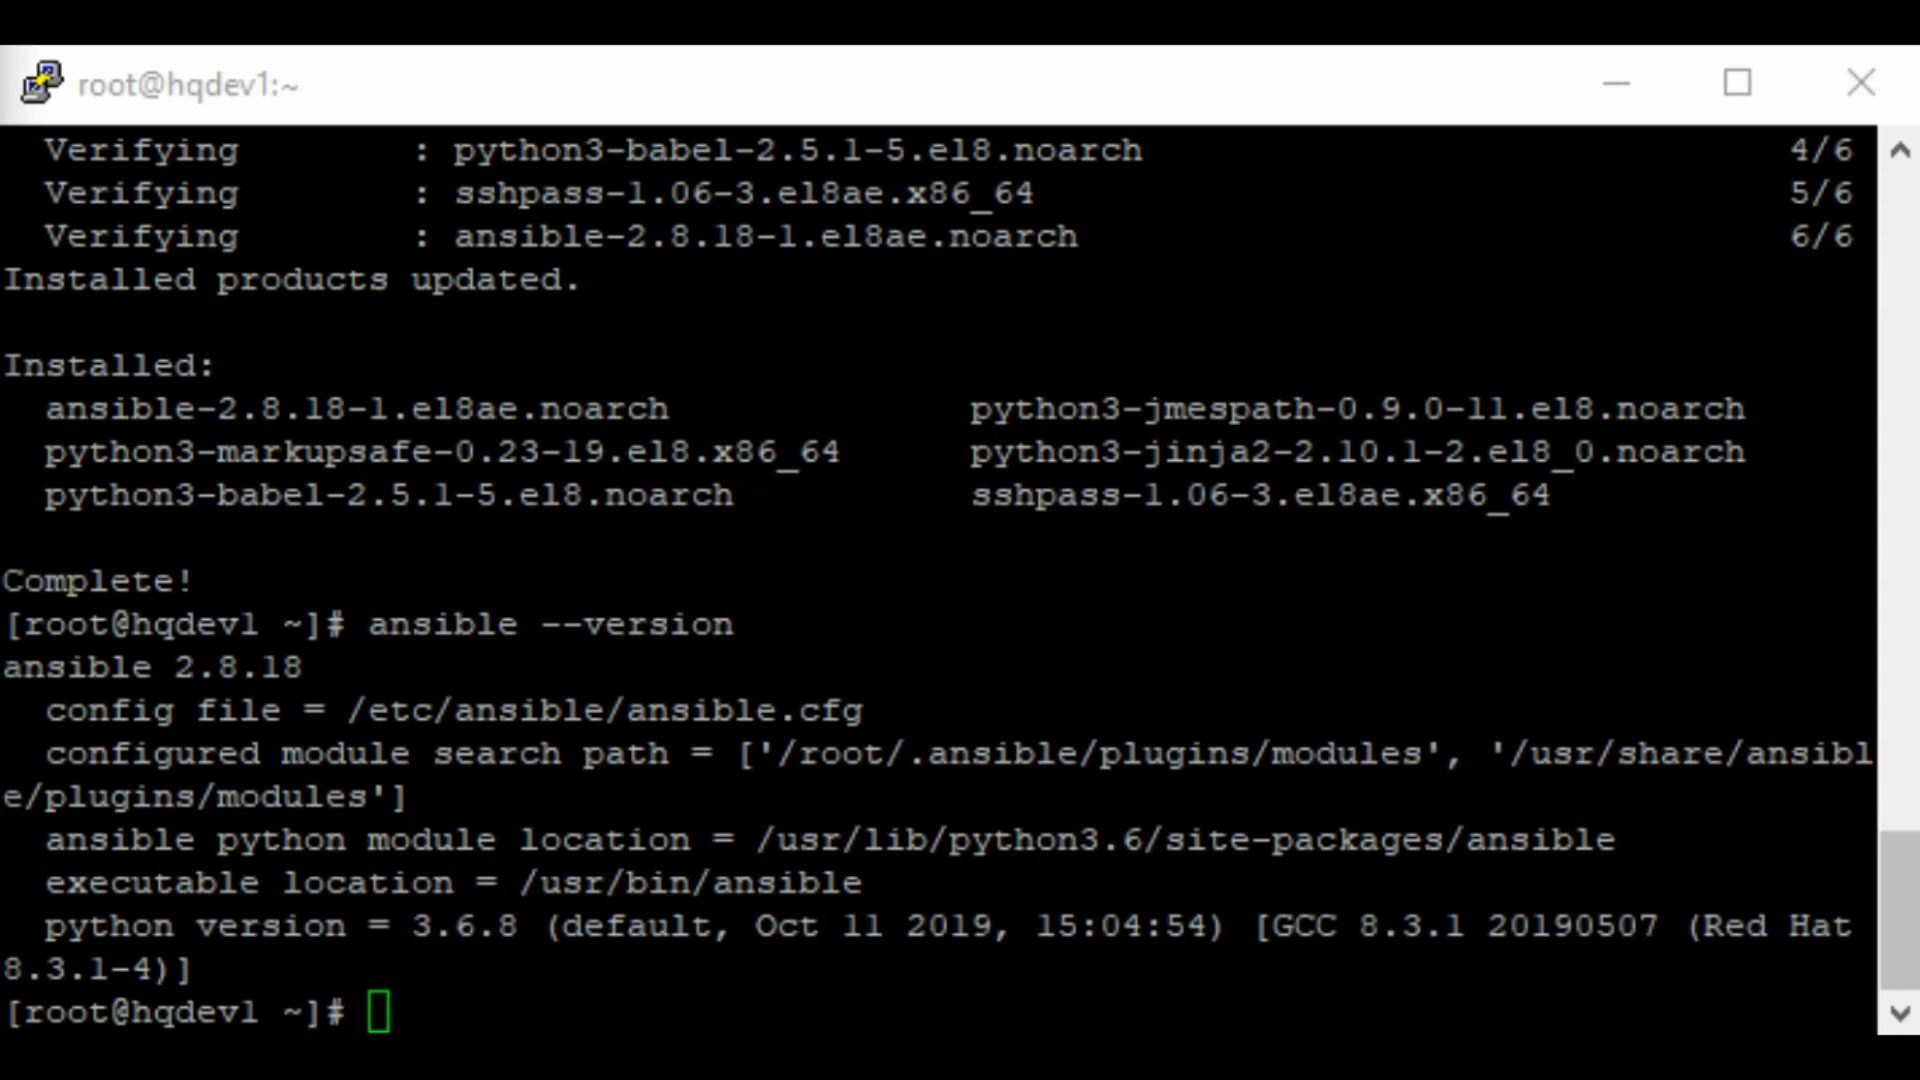 root@hqdev1:~
Verifying : python3-babel-2.5.1-5.el8.noarch 4/6
Verifying : sshpass-1.06-3.el8ae.x86_64 5/6
Verifying : ansible-2.8.18-1.el8ae.noarch 6/6
Installed products updated.
Installed:
ansible-2.8.18-1.el8ae.noarch python3-jmespath-0.9.0-11.el8.noarch
python3-markupsafe-0.23-19.el8.x86_64 python3-jinja2-2.10.1-2.el8_0.noarch
python3-babel-2.5.1-5.el8.noarch sshpass-1.06-3.el8ae.x86_64
Complete!
[root@hqdev1 ~]# ansible --version
ansible 2.8.18
config file = /etc/ansible/ansible.cfg
configured module search path = ['/root/.ansible/plugins/modules', '/usr/share/ansibl
e/plugins/modules']
ansible python module location = /usr/lib/python3.6/site-packages/ansible
executable location = /usr/bin/ansible
python version = 3.6.8 (default, Oct 11 2019, 15:04:54) [GCC 8.3.1 20190507 (Red Hat
8.3.1-4)]
[root@hqdev1 ~]#